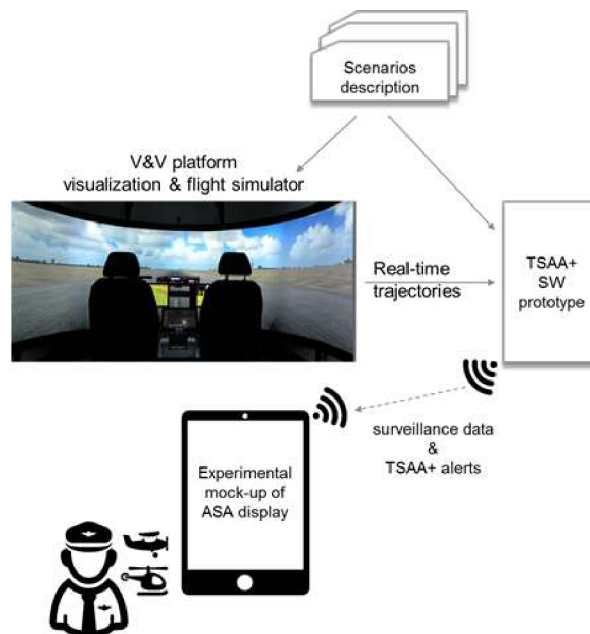 Scenarios
description
V&V platform
visualization & flight simulator
Real-time
trajectories
TSAA+
SW
prototype
surveillance data
&
TSAA+ alerts
Experimental
mock-up of
ASA display